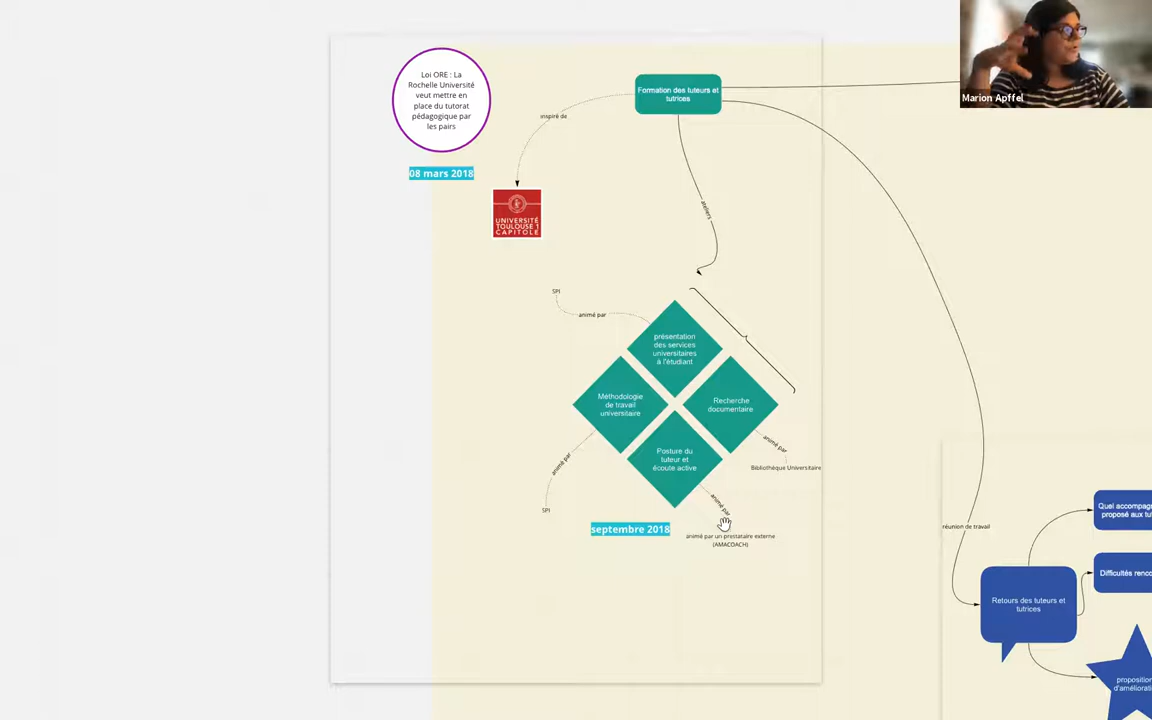 Loi ORE : La
Rochelle Université
veut mettre en
place du tutorat
pédagogique par
les pairs
08 mars 2018
Formation des tuteurs et
tutrices
inspiré de
UNIVERSITÉ
TOULOUSE 1
CAPITOLE
ateliers
SPI
animé par
présentation
des services
universitaires
à l'étudiant
Méthodologie
de travail
universitaire
Recherche
documentaire
Posture du
tuteur et
écoute active
animé par
Bibliothèque Universitaire
animé par
SPI
animé par
septembre 2018
animé par un prestataire externe
(AMACOACH)
réunion de travail
Retours des tuteurs et
tutrices
Quel accompag
proposé aux tu
Difficultés renco
proposition
d'amélioratio
Marion Apffel